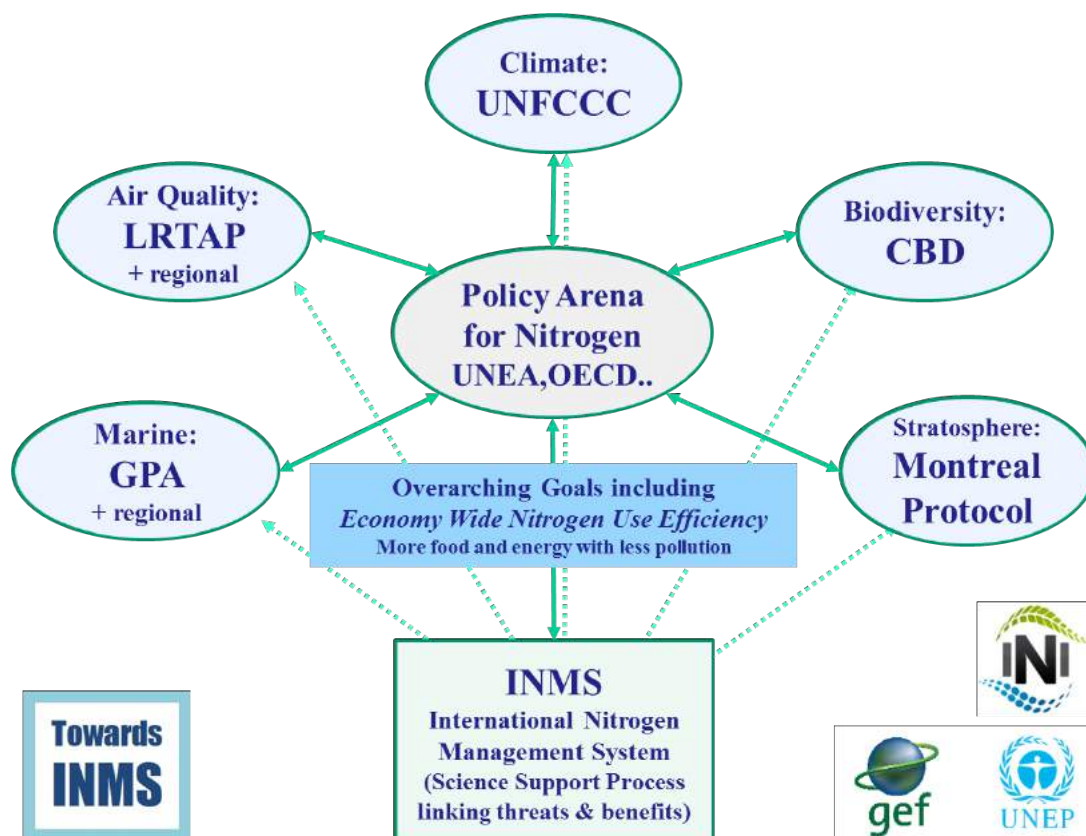 Climate:
UNFCCC
Air Quality:
LRTAP
+ regional
Biodiversity:
CBD
Policy Arena
for Nitrogen
UNEA,OECD..
Marine:
GPA
+ regional
Stratosphere:
Montreal
Protocol
Overarching Goals including
Economy Wide Nitrogen Use Efficiency
More food and energy with less pollution
INMS
International Nitrogen
Management System
(Science Support Process
linking threats & benefits)
Towards
INMS
INI
gef
UNEP